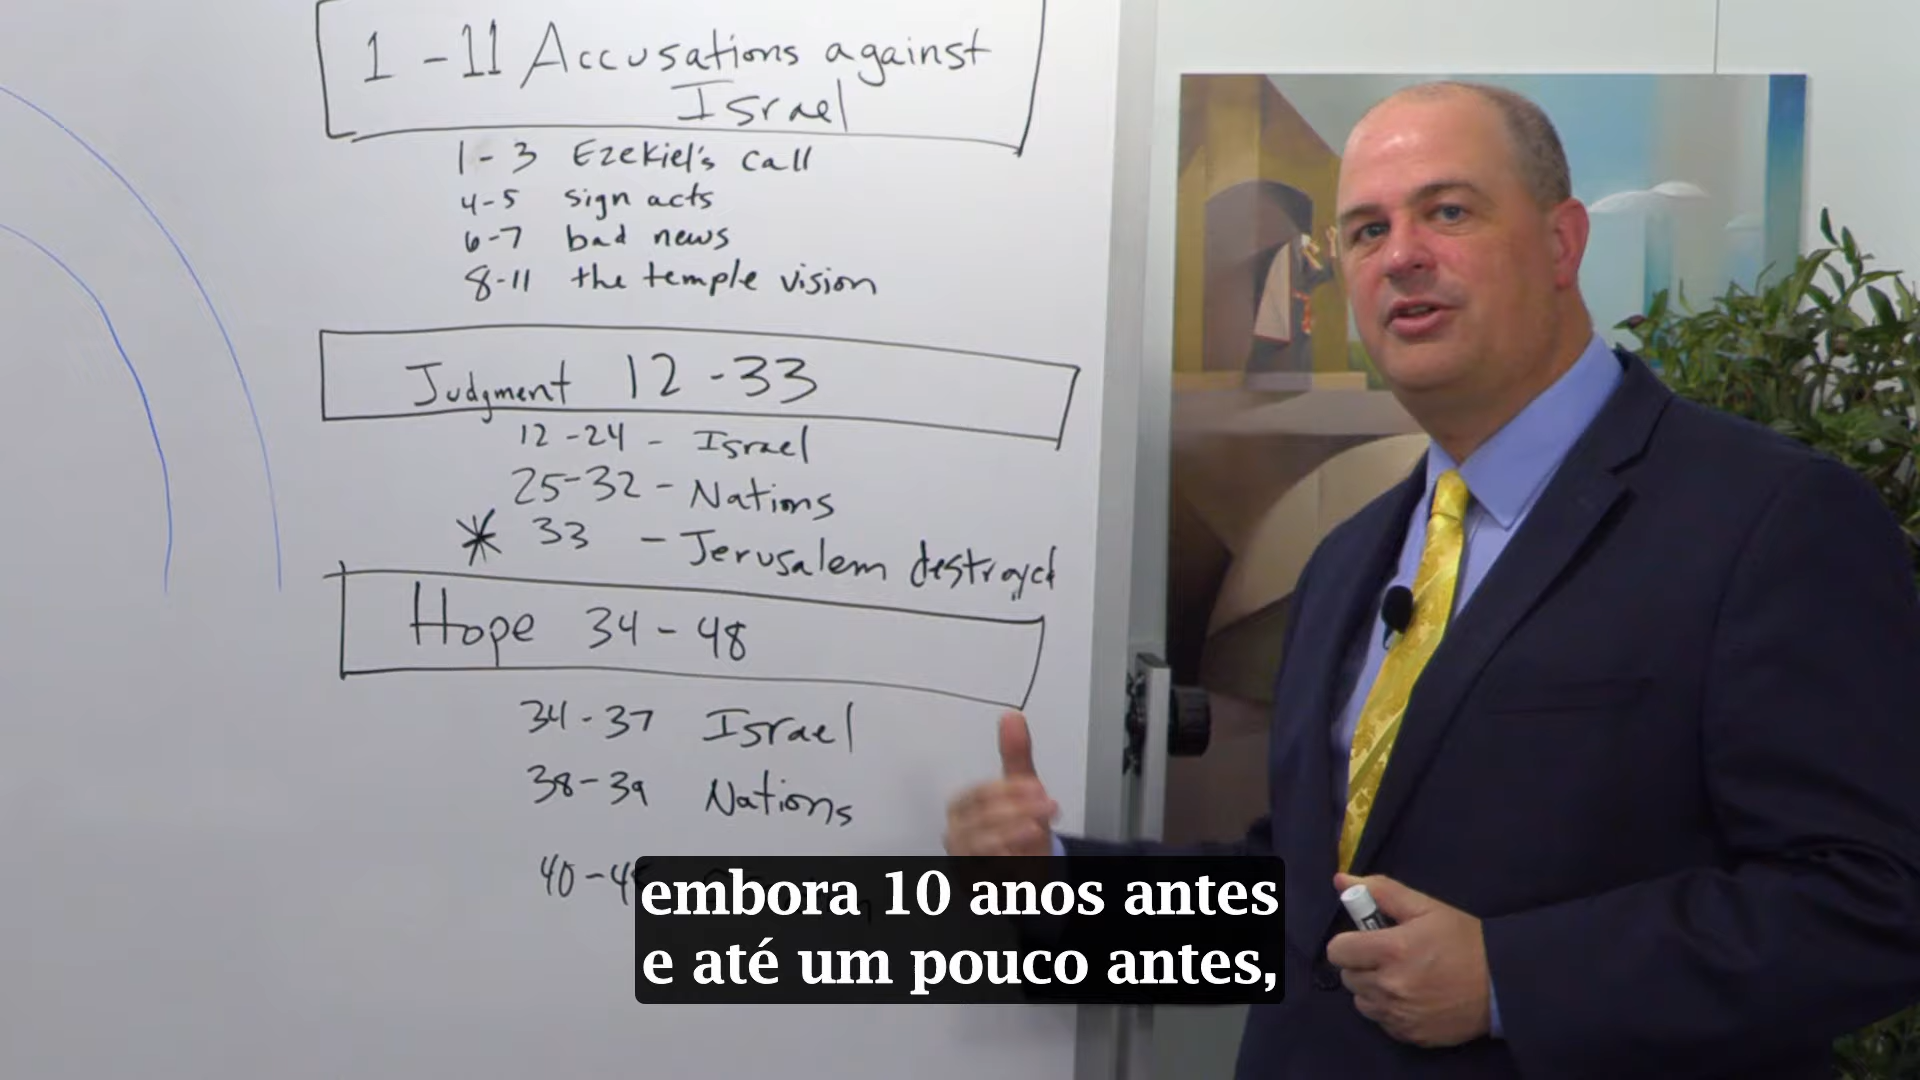 1 - 11 Accusations against
Israel
1 - 3 Ezekiel's call
4-5 sign acts
6-7 bad news
8-11 the temple vision
Judgment 12 - 33
12 - 24 - Israel
25-32 - Nations
* 33 - Jerusalem destroyed
Hope 34 - 48
34 - 37 Israel
38 - 39 Nations
40 - 4
embora 10 anos antes
e até um pouco antes,